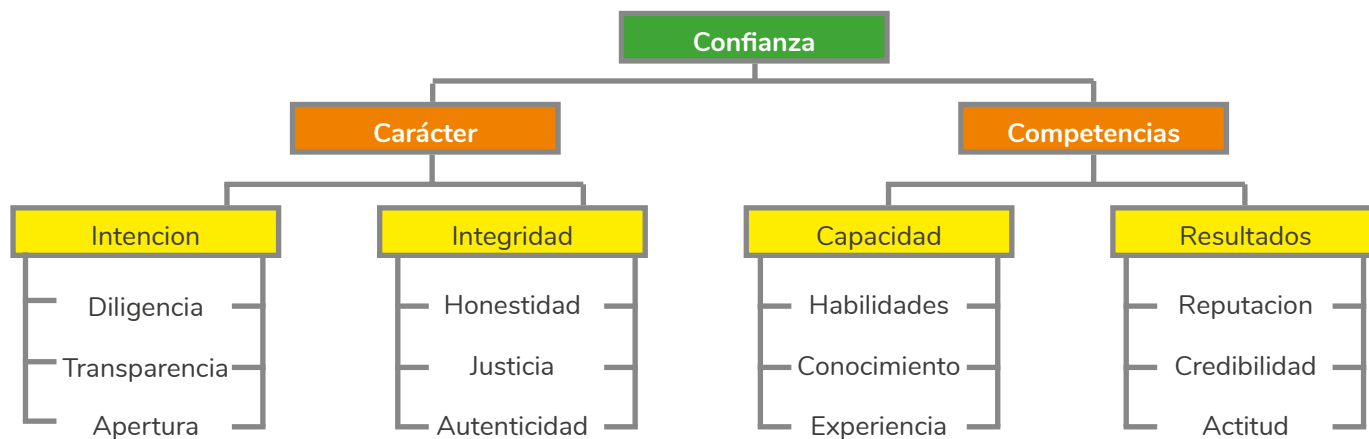 Confianza
Carácter
Competencias
Intencion
Integridad
Capacidad
Resultados
Diligencia
Honestidad
Habilidades
Reputacion
Transparencia
Justicia
Conocimiento
Credibilidad
Apertura
Autenticidad
Experiencia
Actitud